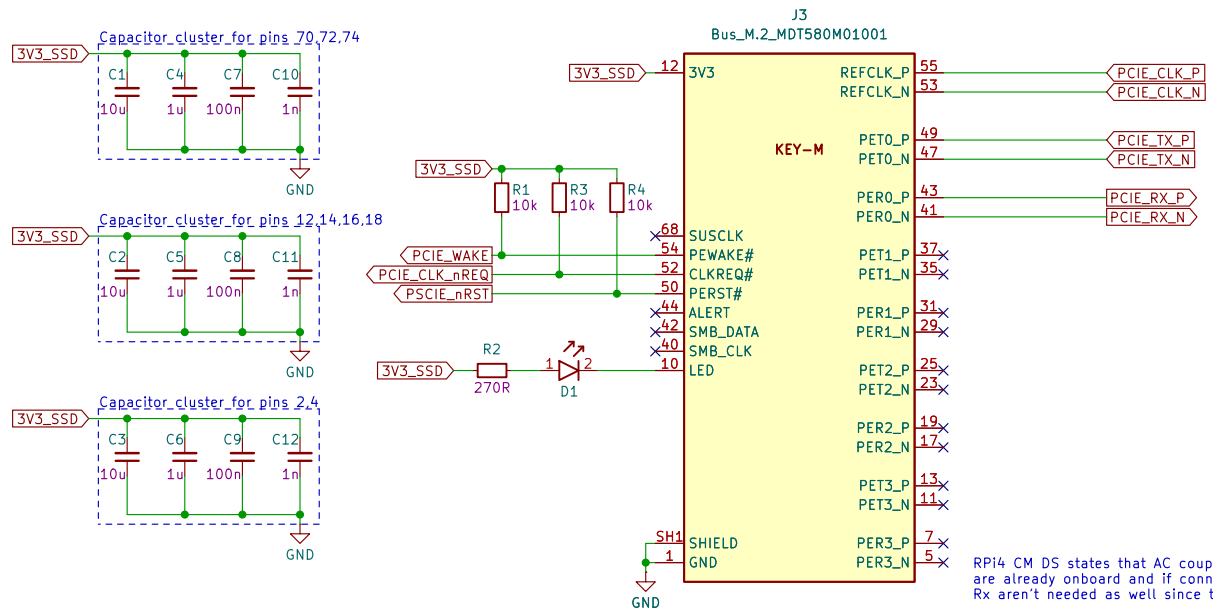 Capacitor cluster for pins 70,72,74
3V3_SSD
C1
10u
C4
1u
C7
100n
C10
1n
GND
Capacitor cluster for pins 12,14,16,18
3V3_SSD
C2
10u
C5
1u
C8
100n
C11
1n
GND
Capacitor cluster for pins 2,4
3V3_SSD
C3
10u
C6
1u
C9
100n
C12
1n
GND
3V3_SSD
R1
10k
R3
10k
R4
10k
PCIE_WAKE
PCIE_CLK_nREQ
PSCIE_nRST
3V3_SSD
R2
270R
1
2
D1
J3
Bus_M.2_MDT580M01001
KEY-M
3V3_SSD
12 3V3
68 SUSCLK
54 PEWAKE#
52 CLKREQ#
50 PERST#
44 ALERT
42 SMB_DATA
40 SMB_CLK
10 LED
SH1 SHIELD
1 GND
GND
REFCLK_P 55 PCIE_CLK_P
REFCLK_N 53 PCIE_CLK_N
PET0_P 49 PCIE_TX_P
PET0_N 47 PCIE_TX_N
PER0_P 43 PCIE_RX_P
PER0_N 41 PCIE_RX_N
PET1_P 37
PET1_N 35
PER1_P 31
PER1_N 29
PET2_P 25
PET2_N 23
PER2_P 19
PER2_N 17
PET3_P 13
PET3_N 11
PER3_P 7
PER3_N 5
RPi4 CM DS states that AC coup
are already onboard and if conn
Rx aren't needed as well since t